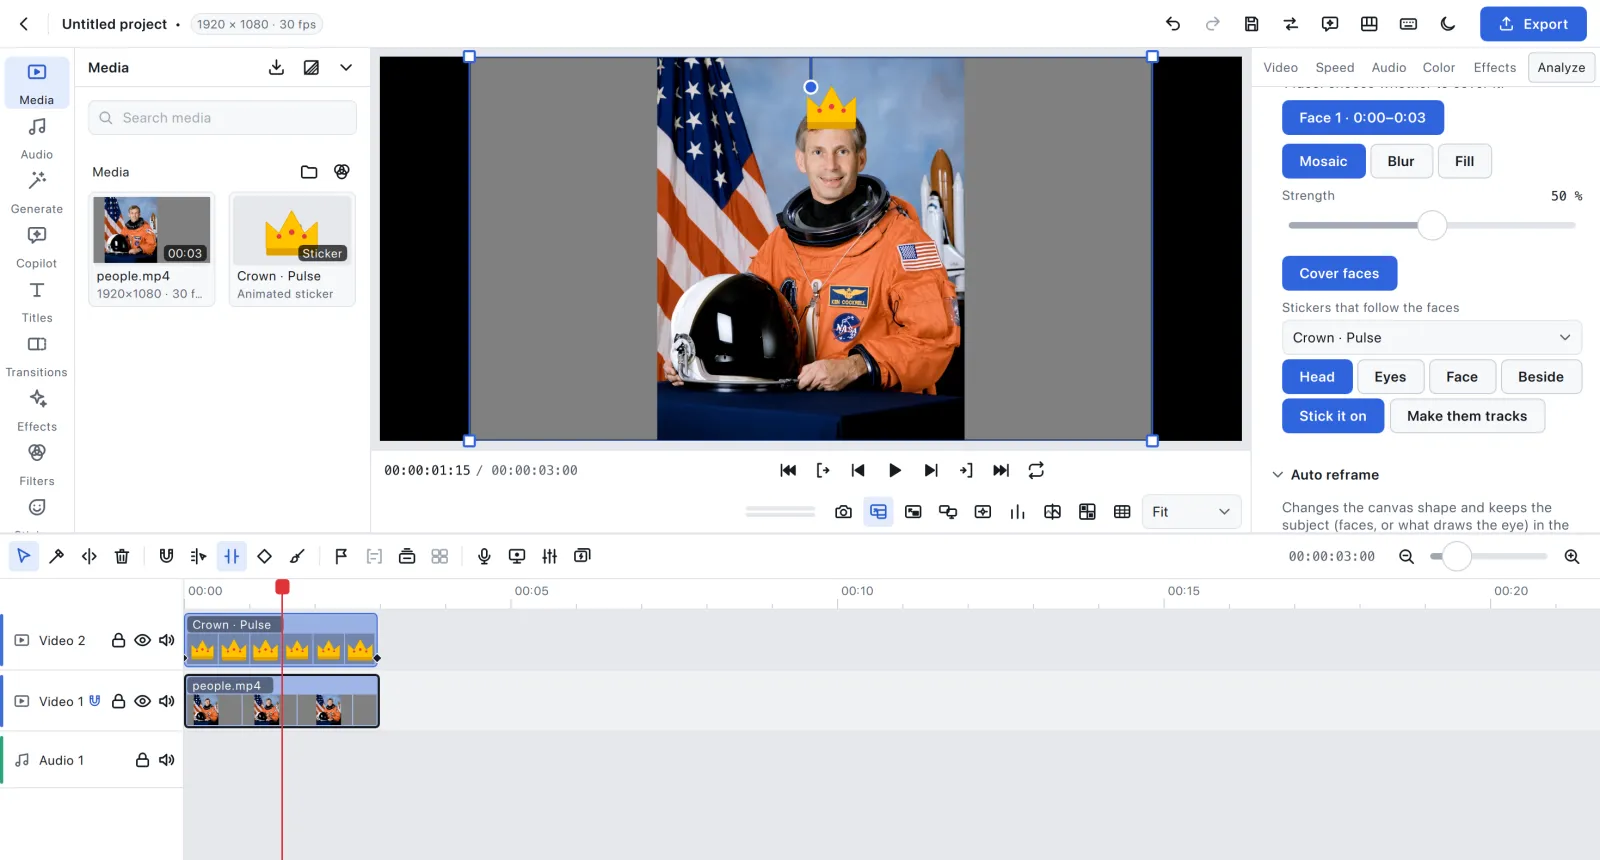 Untitled project •
1920 × 1080 · 30 fps
Export
Media
Audio
Generate
Copilot
Titles
Transitions
Effects
Filters
Media
Search media
Media
00:03
people.mp4
1920×1080 · 30 f...
Sticker
Crown · Pulse
Animated sticker
KEN COCKRELL
NASA
00:00:01:15 / 00:00:03:00
Fit
Video
Speed
Audio
Color
Effects
Analyze
Face 1 · 0:00–0:03
Mosaic
Blur
Fill
Strength
50 %
Cover faces
Stickers that follow the faces
Crown · Pulse
Head
Eyes
Face
Beside
Stick it on
Make them tracks
Auto reframe
Changes the canvas shape and keeps the
subject (faces, or what draws the eye) in the
00:00:03:00
00:00
00:05
00:10
00:15
00:20
Video 2
Crown · Pulse
Video 1
people.mp4
Audio 1